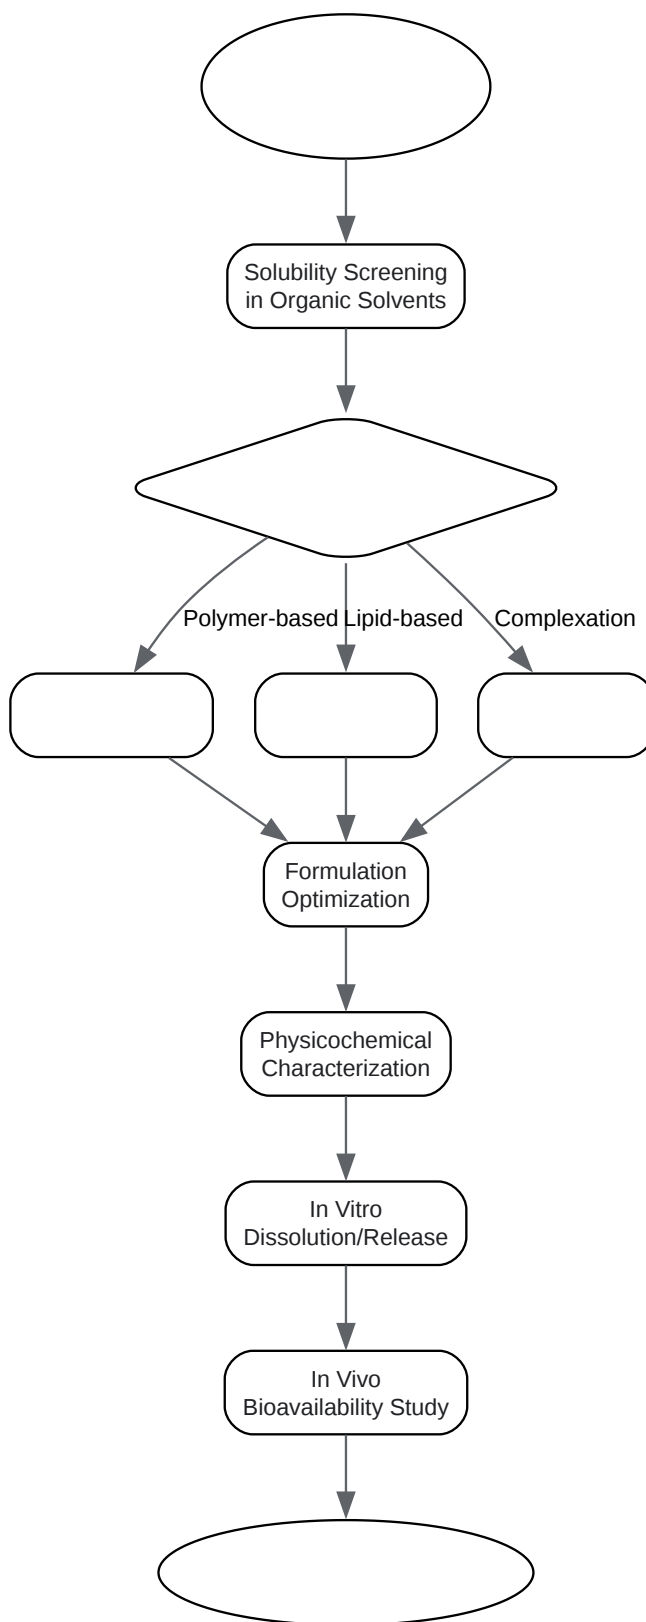 Solubility Screening
in Organic Solvents
Polymer-based
Lipid-based
Complexation
Formulation
Optimization
Physicochemical
Characterization
In Vitro
Dissolution/Release
In Vivo
Bioavailability Study